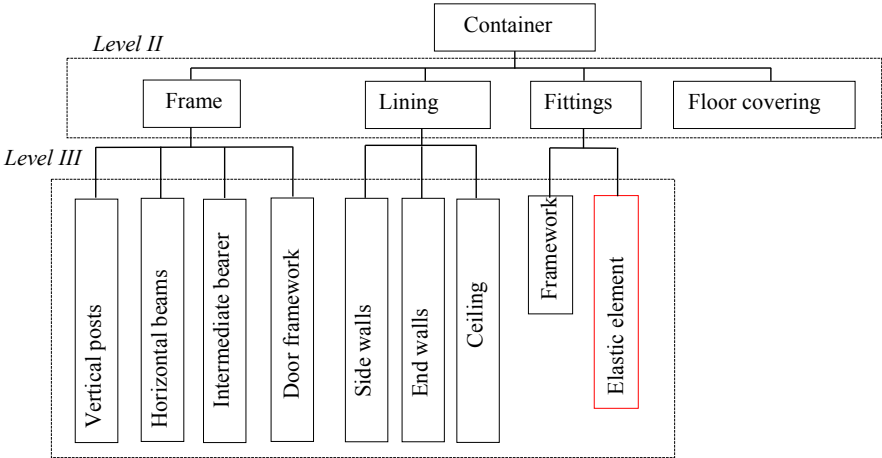 Container
Level II
Frame
Lining
Fittings
Floor covering
Level III
Vertical posts
Horizontal beams
Intermediate bearer
Door framework
Side walls
End walls
Ceiling
Framework
Elastic element